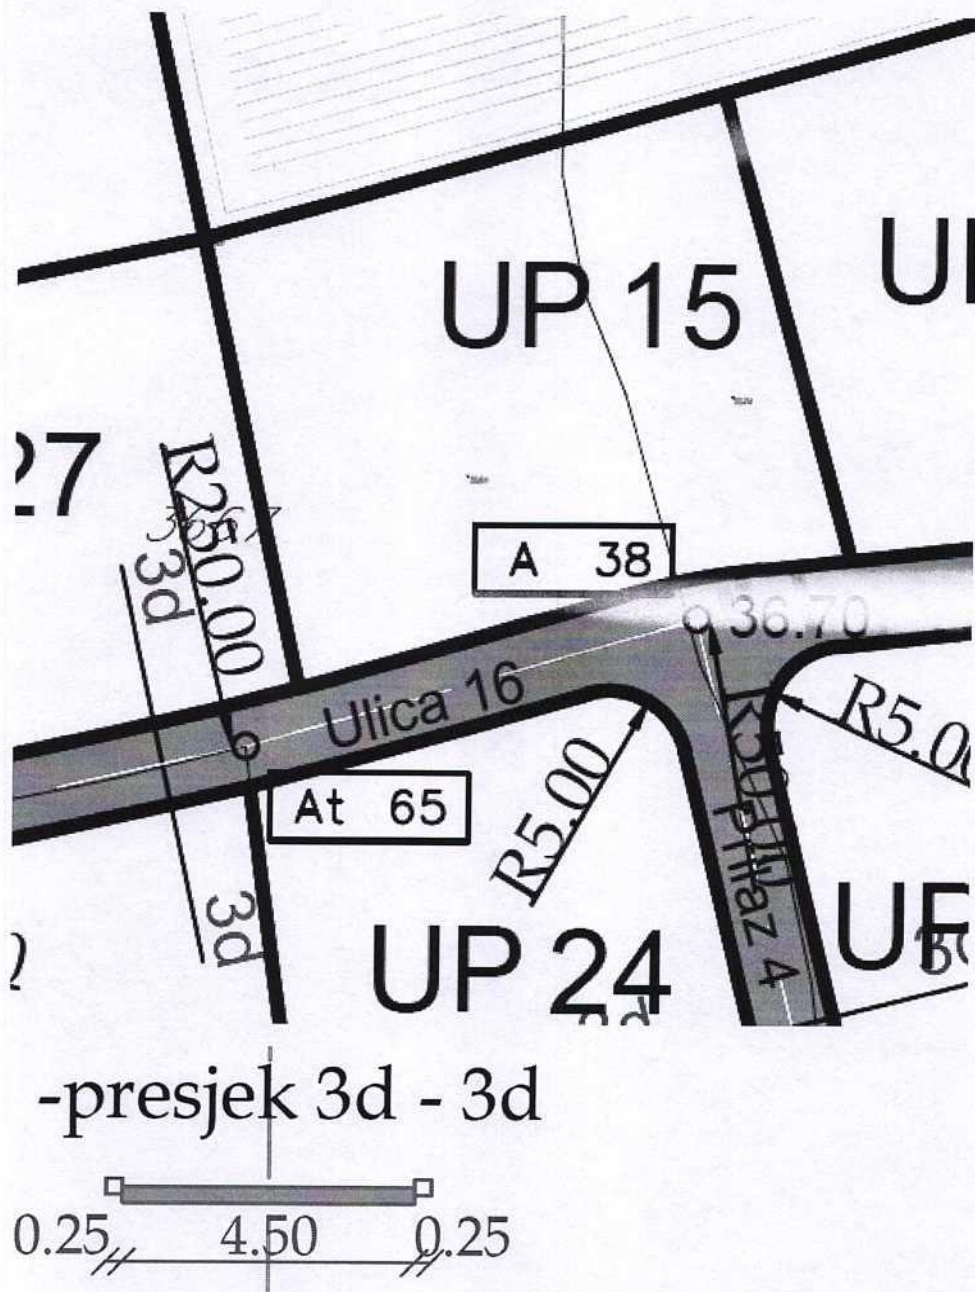 UP 15
27
R250.00
3d
A 38
36.70
Ulica 16
R5.00
At 65
R5.00
Prilaz 4
3d
UP 24
-presjek 3d - 3d
0.25 4.50 0.25